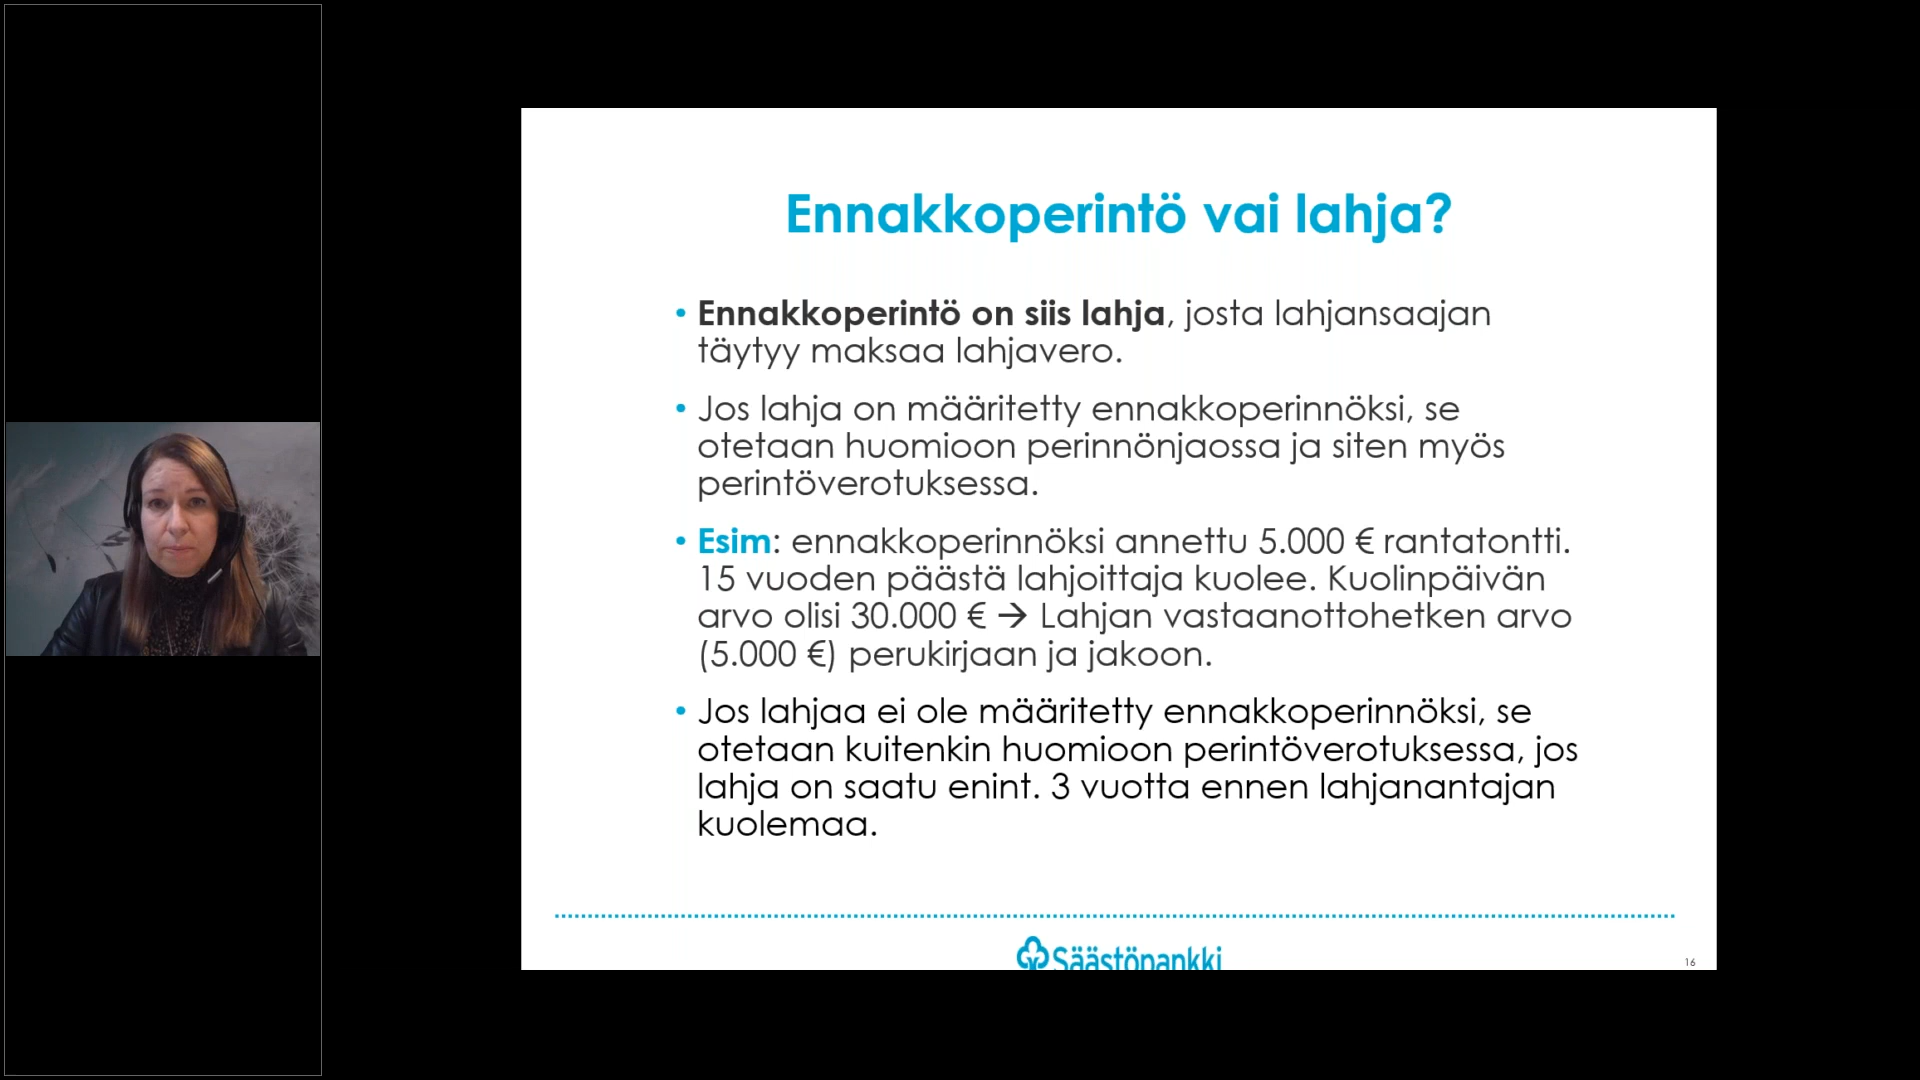 Ennakkoperintö vai lahja?
• Ennakkoperintö on siis lahja, josta lahjansaajan
täytyy maksaa lahjavero.
• Jos lahja on määritetty ennakkoperinnöksi, se
otetaan huomioon perinnönjaossa ja siten myös
perintöverotuksessa.
• Esim: ennakkoperinnöksi annettu 5.000 € rantatontti.
15 vuoden päästä lahjoittaja kuolee. Kuolinpäivän
arvo olisi 30.000 € → Lahjan vastaanottohetken arvo
(5.000 €) perukirjaan ja jakoon.
• Jos lahjaa ei ole määritetty ennakkoperinnöksi, se
otetaan kuitenkin huomioon perintöverotuksessa, jos
lahja on saatu enint. 3 vuotta ennen lahjanantajan
kuolemaa.
Säästöpankki
16